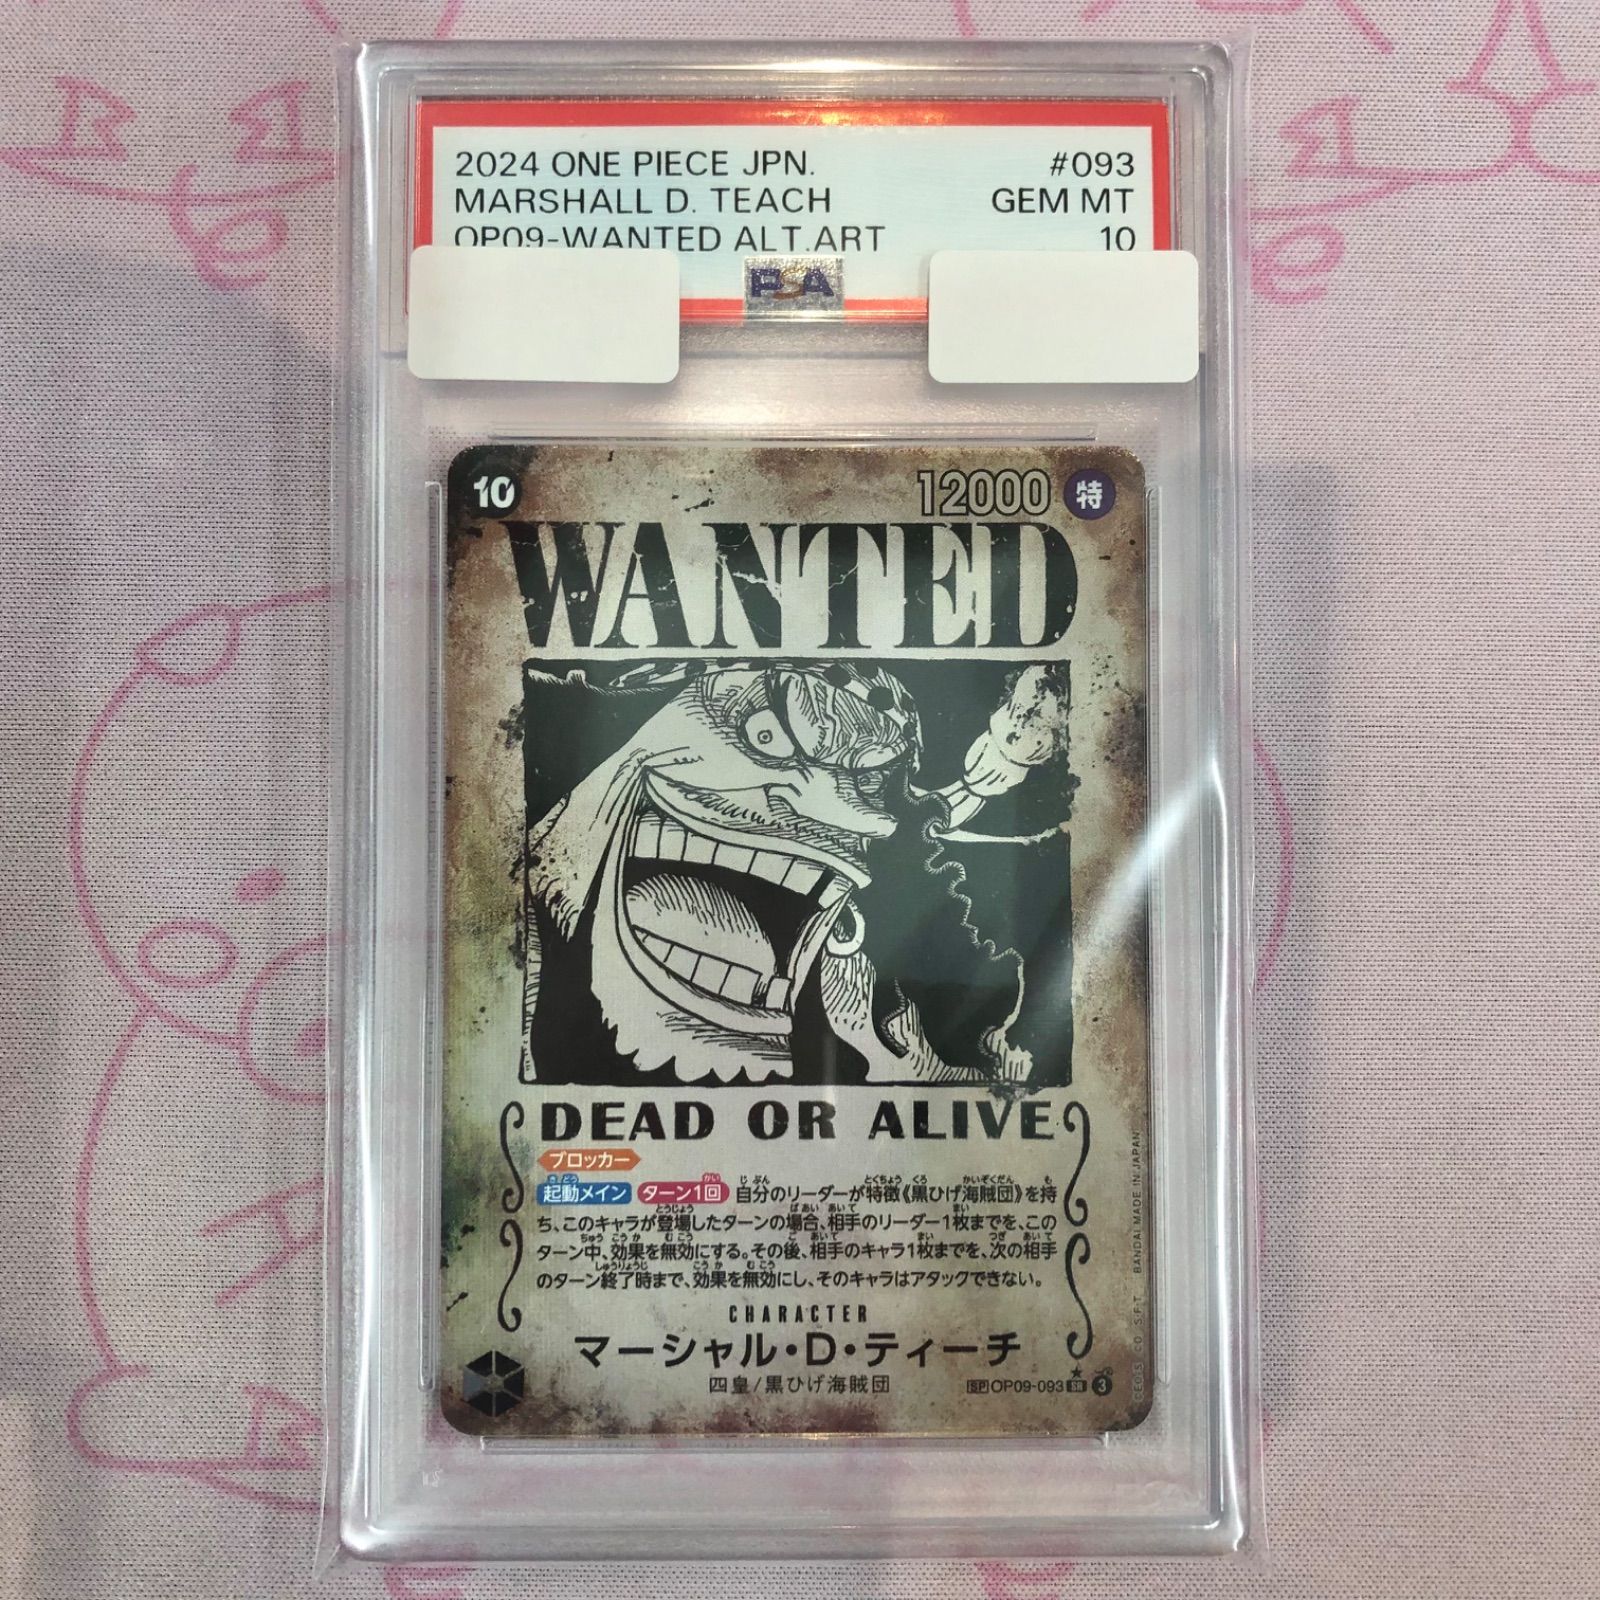 2024 ONE PIECE JPN. #093
MARSHALL D. TEACH GEM MT
OP09-WANTED ALT.ART 10
PSA
10 12000 特
WANTED
DEAD OR ALIVE
ブロッカー
起動メイン ターン1回 自分のリーダーが特徴《黒ひげ海賊団》を持
ち、このキャラが登場したターンの場合、相手のリーダー1枚までを、この
ターン中、効果を無効にする。その後、相手のキャラ1枚までを、次の相手
のターン終了時まで、効果を無効にし、そのキャラはアタックできない。
CHARACTER
マーシャル・D・ティーチ
四皇/黒ひげ海賊団
SP OP09-093 SR 3
BANDAI MADE IN JAPAN